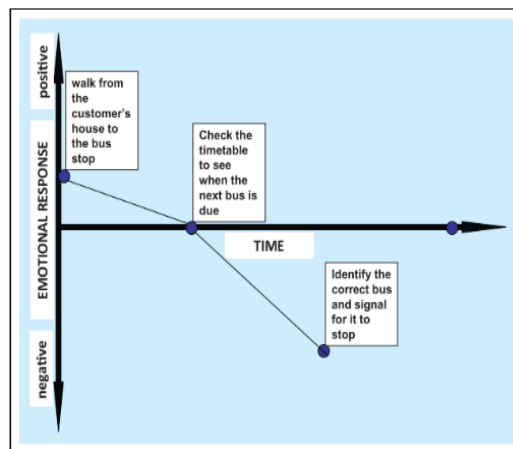 positive
EMOTIONAL RESPONSE
negative
walk from
the
customer's
house to
the bus
stop
Check the
timetable
to see
when the
next bus is
due
TIME
Identify the
correct bus
and signal
for it to
stop